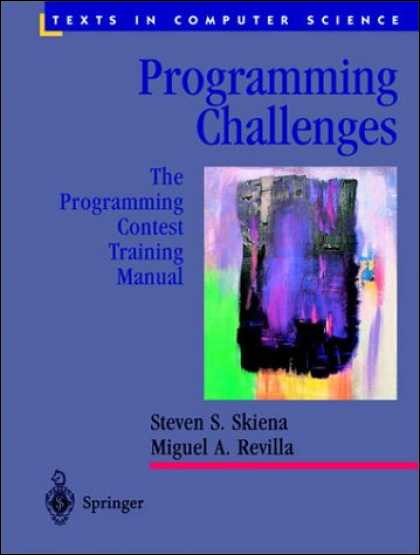 TEXTS IN COMPUTER SCIENCE
Programming
Challenges
The
Programming
Contest
Training
Manual
Steven S. Skiena
Miguel A. Revilla
Springer